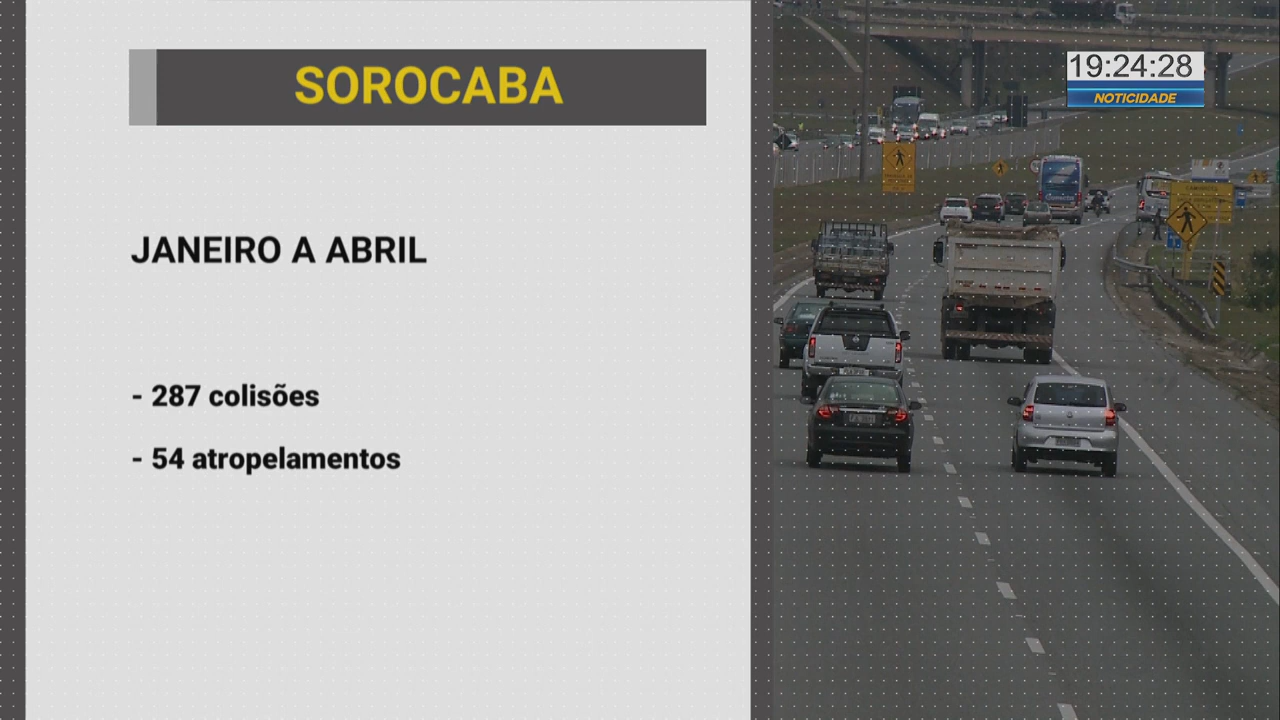 SOROCABA
19:24:28
NOTICIDADE
JANEIRO A ABRIL
- 287 colisões
- 54 atropelamentos